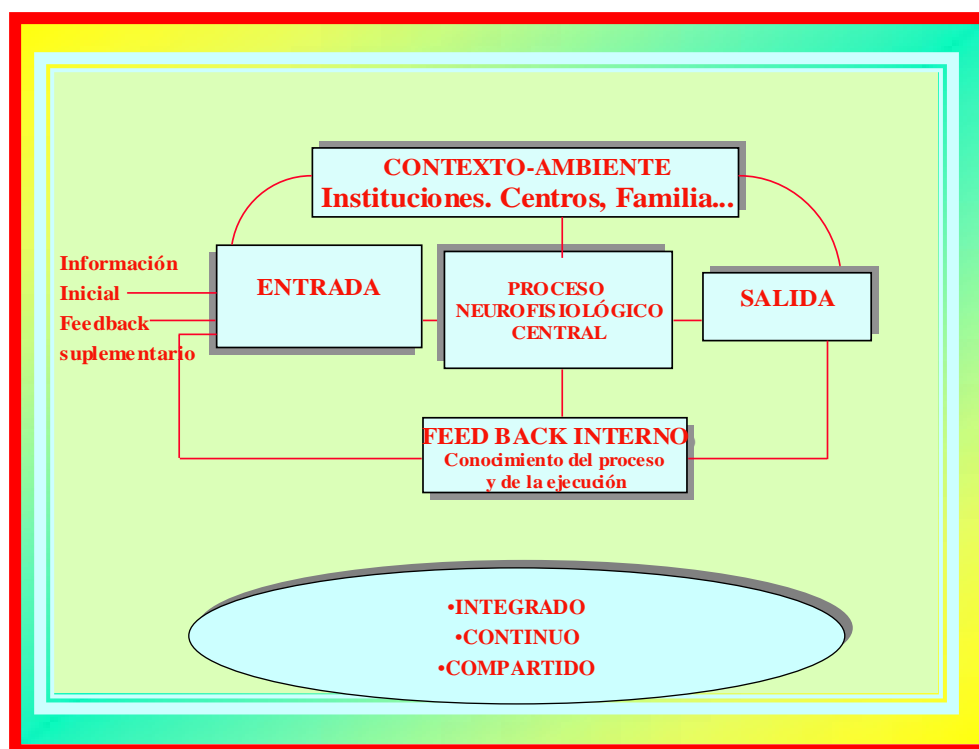 CONTEXTO-AMBIENTE
Instituciones. Centros, Familia...
Información
Inicial
Feedback
suplementario
ENTRADA
PROCESO
NEUROFISIOLÓGICO
CENTRAL
SALIDA
FEED BACK INTERNO
Conocimiento del proceso
y de la ejecución
•INTEGRADO
•CONTINUO
•COMPARTIDO